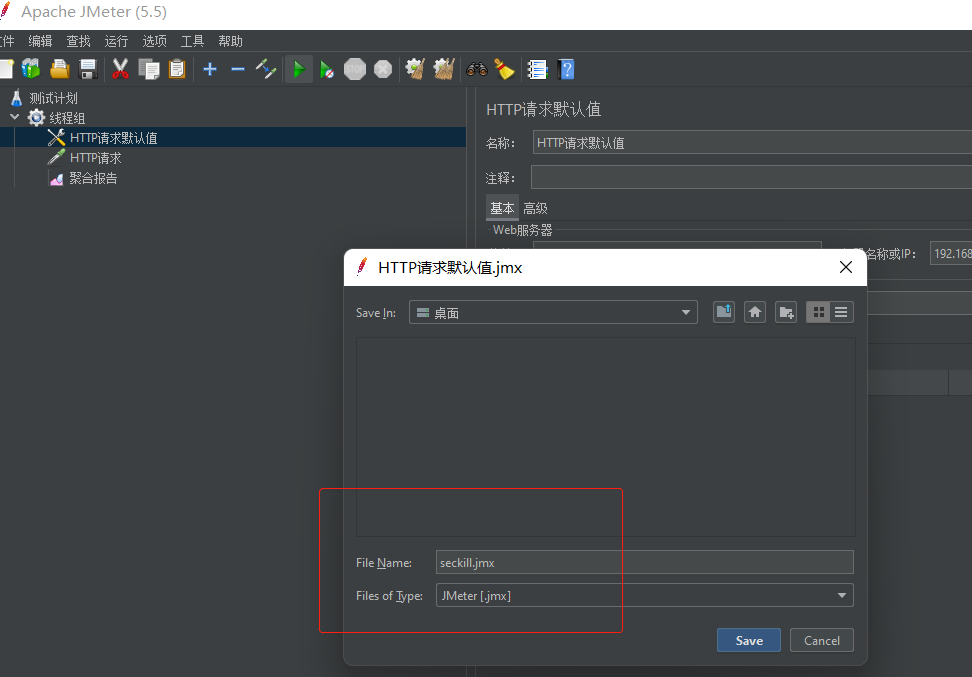 Apache JMeter (5.5)
编辑 查找 运行 选项 工具 帮助
测试计划
线程组
HTTP请求默认值
HTTP请求
聚合报告
HTTP请求默认值
名称: HTTP请求默认值
注释:
基本 高级
Web服务器
名称或IP: 192.168
HTTP请求默认值.jmx
Save In: 桌面
File Name: seckill.jmx
Files of Type: JMeter [.jmx]
Save Cancel